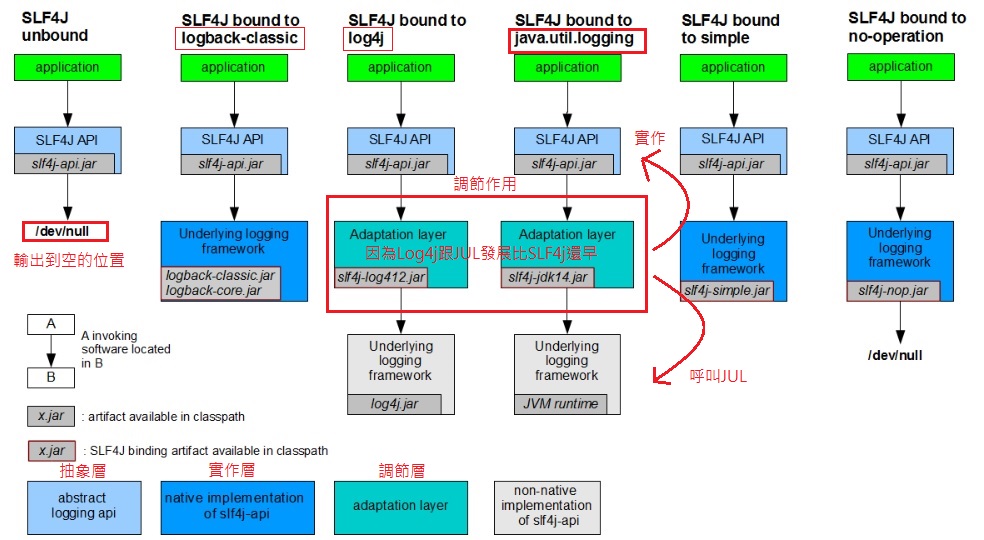 SLF4J
unbound
SLF4J bound to
logback-classic
SLF4J bound to
log4j
SLF4J bound to
java.util.logging
SLF4J bound
to simple
SLF4J bound to
no-operation
application
application
application
application
application
application
SLF4J API
slf4j-api.jar
SLF4J API
slf4j-api.jar
SLF4J API
slf4j-api.jar
SLF4J API
slf4j-api.jar
SLF4J API
slf4j-api.jar
SLF4J API
slf4j-api.jar
實作
調節作用
/dev/null
輸出到空的位置
Underlying logging
framework
logback-classic.jar
logback-core.jar
Adaptation layer
slf4j-log412.jar
Adaptation layer
slf4j-jdk14.jar
因為Log4j跟JUL發展比SLF4j還早
Underlying
logging
framework
slf4j-simple.jar
Underlying
logging
framework
slf4j-nop.jar
/dev/null
Underlying
logging
framework
log4j.jar
Underlying
logging
framework
JVM runtime
呼叫JUL
A
B
A invoking
software located
in B
x.jar
: artifact available in classpath
x.jar
: SLF4J binding artifact available in classpath
抽象層
實作層
調節層
abstract
logging api
native implementation
of slf4j-api
adaptation layer
non-native
implementation
of slf4j-api